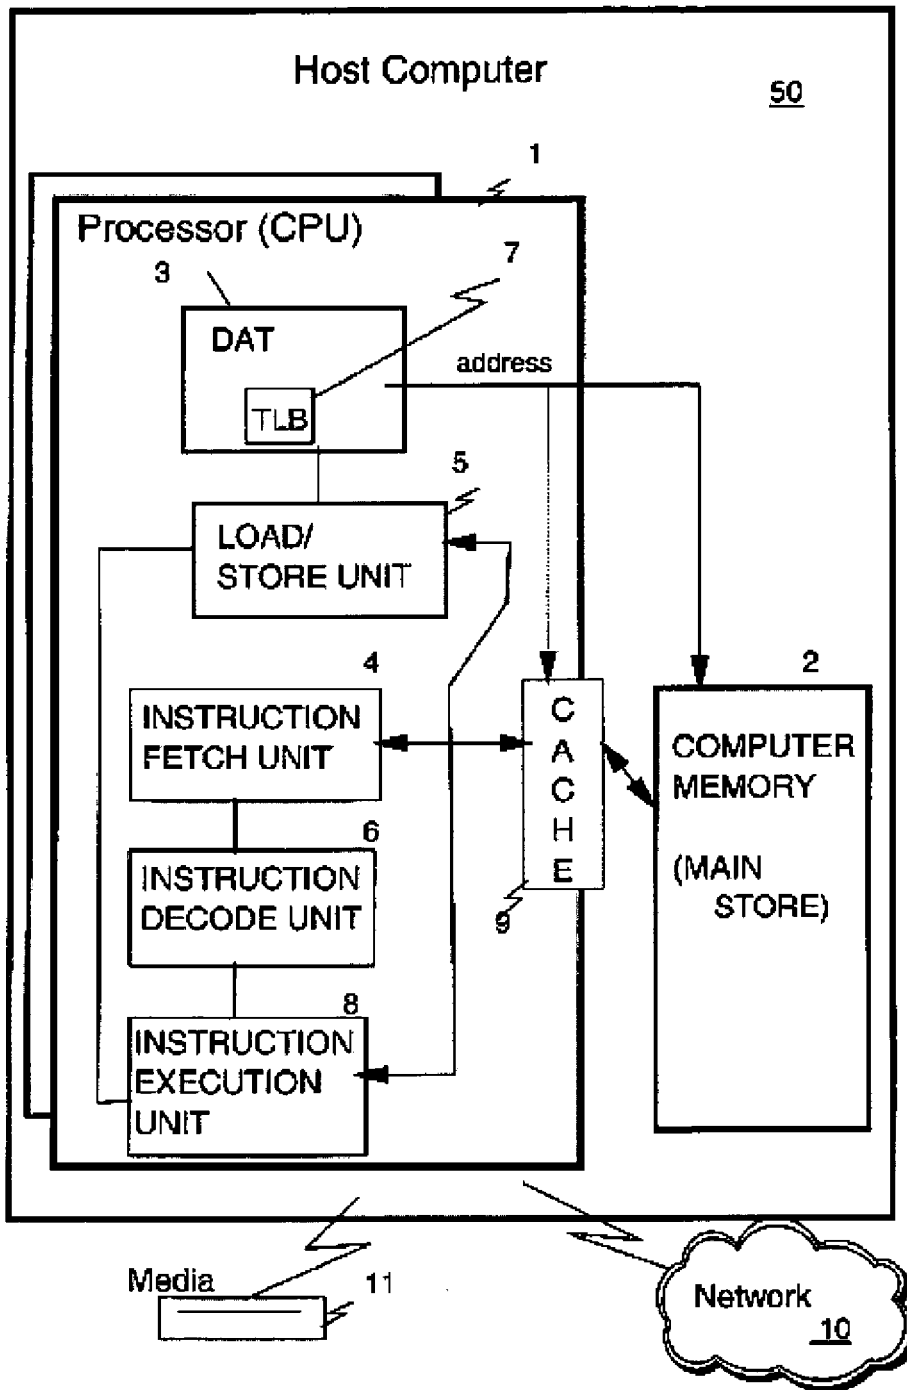 Host Computer
50
1
Processor (CPU)
3
7
DAT
address
TLB
5
LOAD/
STORE UNIT
4
2
INSTRUCTION
FETCH UNIT
C
A
C
H
E
COMPUTER
MEMORY
(MAIN
STORE)
6
INSTRUCTION
DECODE UNIT
9
8
INSTRUCTION
EXECUTION
UNIT
Media
11
Network
10